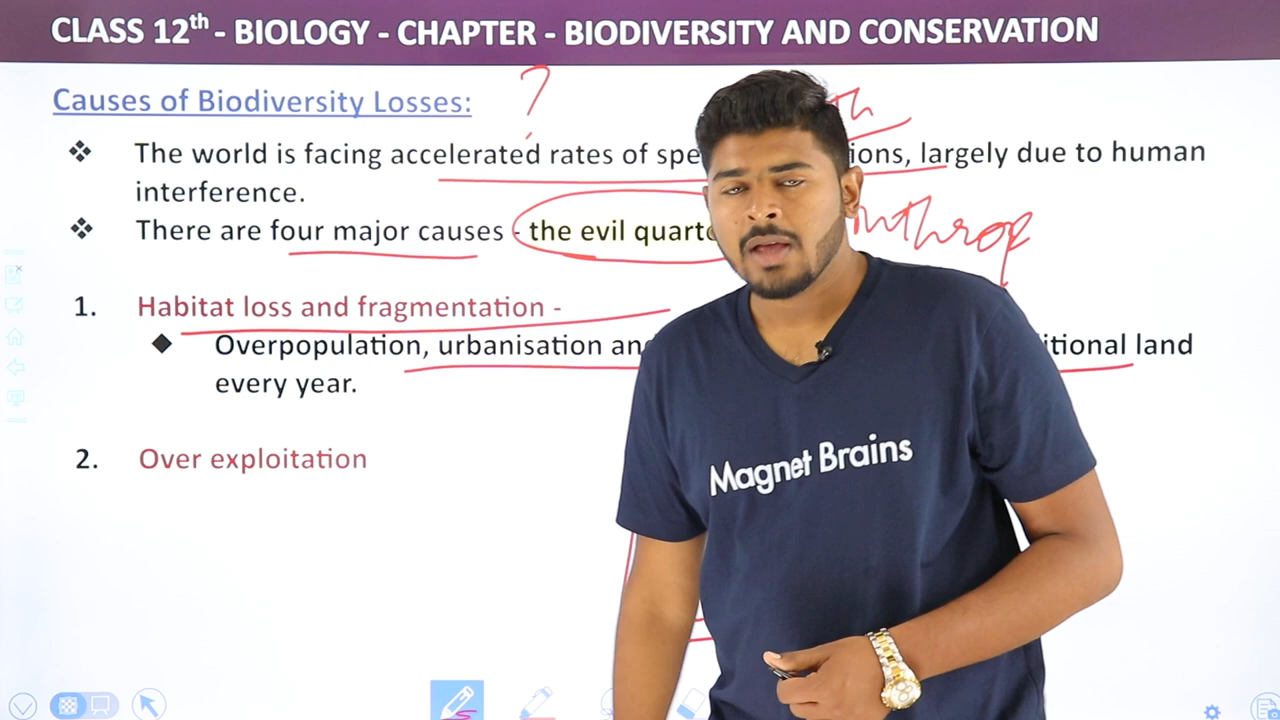 CLASS 12th - BIOLOGY - CHAPTER - BIODIVERSITY AND CONSERVATION
Causes of Biodiversity Losses:
?
❖ The world is facing accelerated rates of spe ions, largely due to human
interference.
❖ There are four major causes - the evil quart
1. Habitat loss and fragmentation -
◆ Overpopulation, urbanisation an itional land
every year.
2. Over exploitation
Magnet Brains